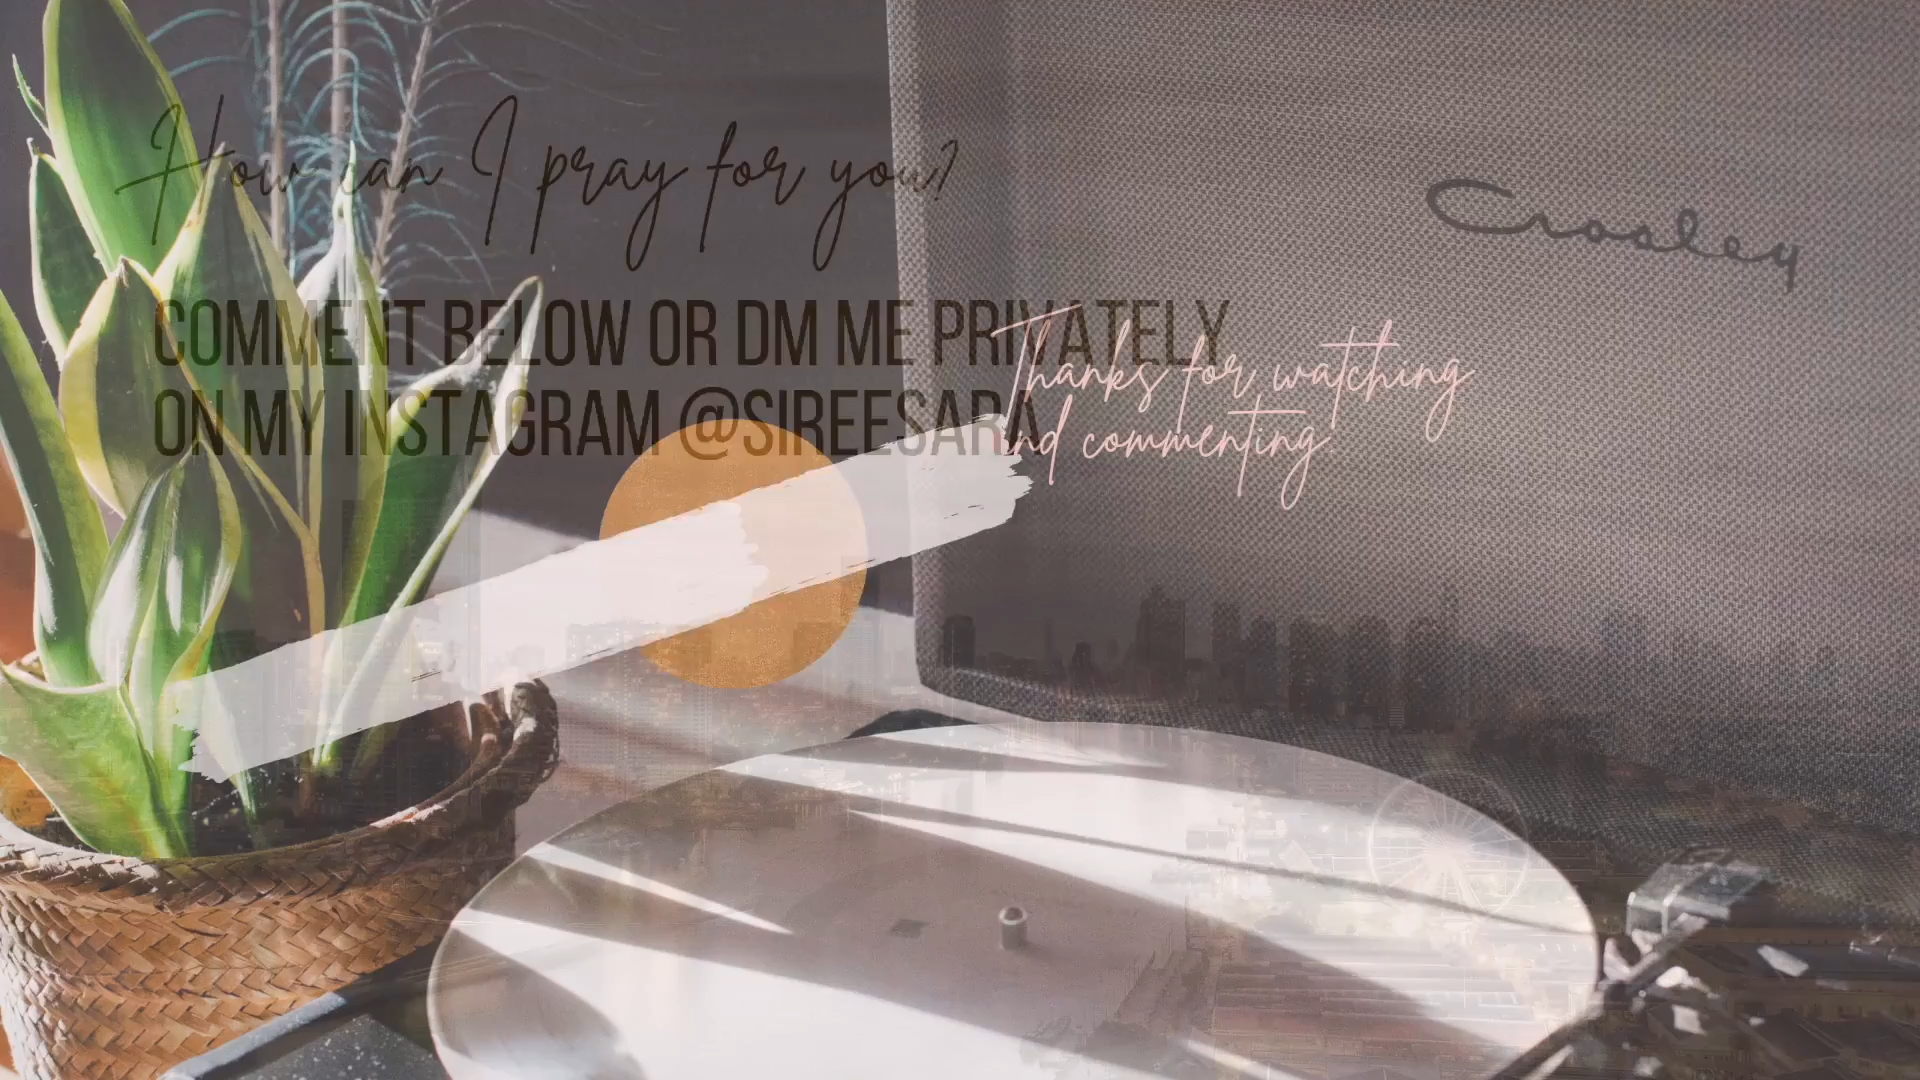 How can I pray for you?
COMMENT BELOW OR DM ME PRIVATELY
ON MY INSTAGRAM @SIREESARA
Thanks for watching
and commenting
Crosley